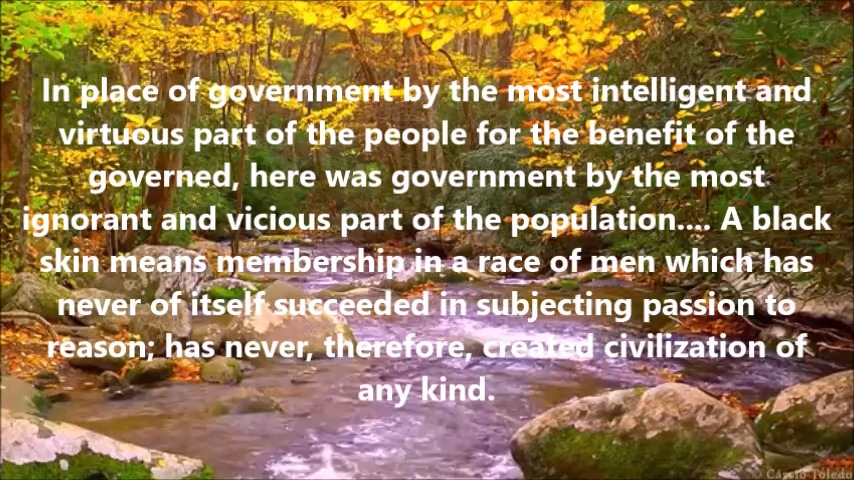 In place of government by the most intelligent and
virtuous part of the people for the benefit of the
governed, here was government by the most
ignorant and vicious part of the population.... A black
skin means membership in a race of men which has
never of itself succeeded in subjecting passion to
reason; has never, therefore, created civilization of
any kind.
© Cássio Toledo